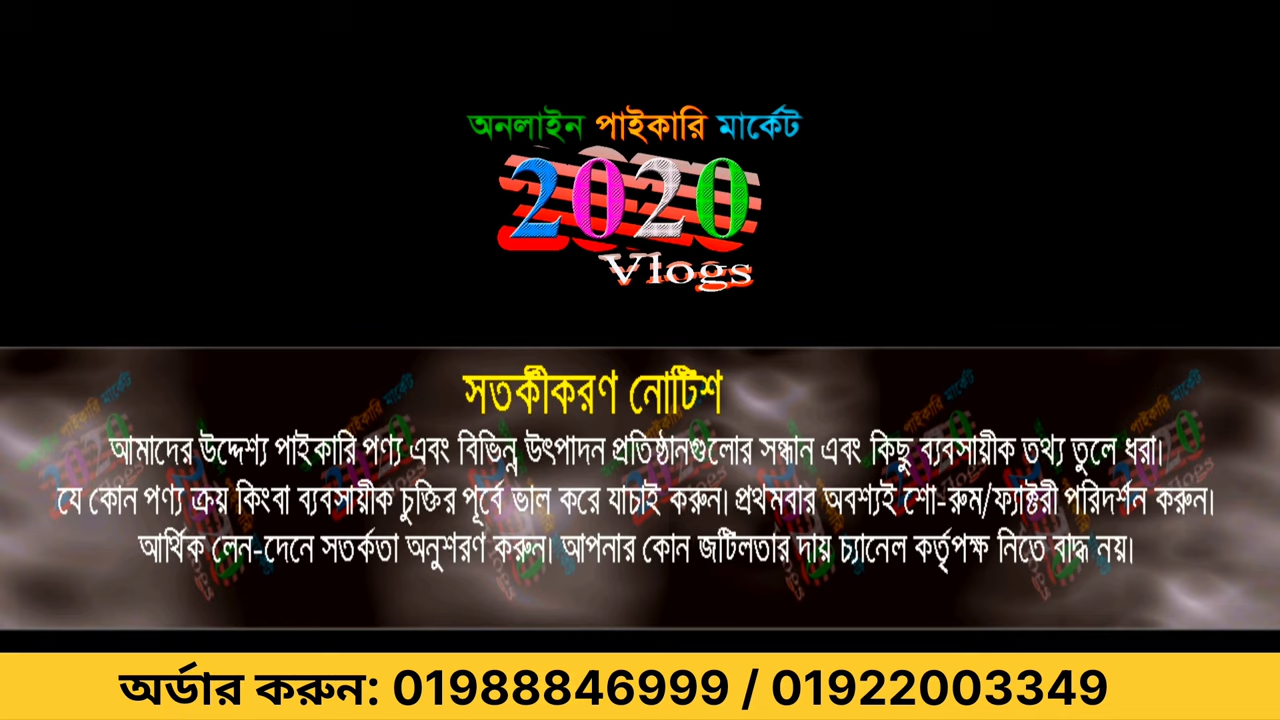 অনলাইন পাইকারি মার্কেট
2020
Vlogs
সতর্কীকরণ নোটিশ
আমাদের উদ্দেশ্য পাইকারি পণ্য এবং বিভিন্ন উৎপাদন প্রতিষ্ঠানগুলোর সন্ধান এবং কিছু ব্যবসায়ীক তথ্য তুলে ধরা।
যে কোন পণ্য ক্রয় কিংবা ব্যবসায়ীক চুক্তির পূর্বে ভাল করে যাচাই করুন। প্রথমবার অবশ্যই শো-রুম/ফ্যাক্টরী পরিদর্শন করুন।
আর্থিক লেন-দেনে সতর্কতা অনুশরণ করুন। আপনার কোন জটিলতার দায় চ্যানেল কর্তৃপক্ষ নিতে বাদ্ধ নয়।
অর্ডার করুন: 01988846999 / 01922003349